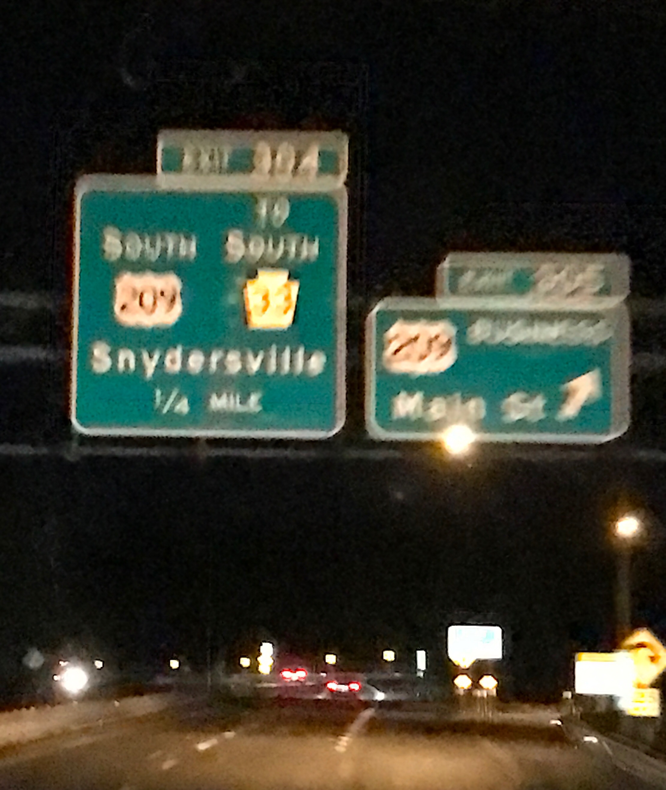 EXIT 304
TO
SOUTH SOUTH
209 33
Snydersville
1/4 MILE
EXIT 305
209 BUSINESS
Main St